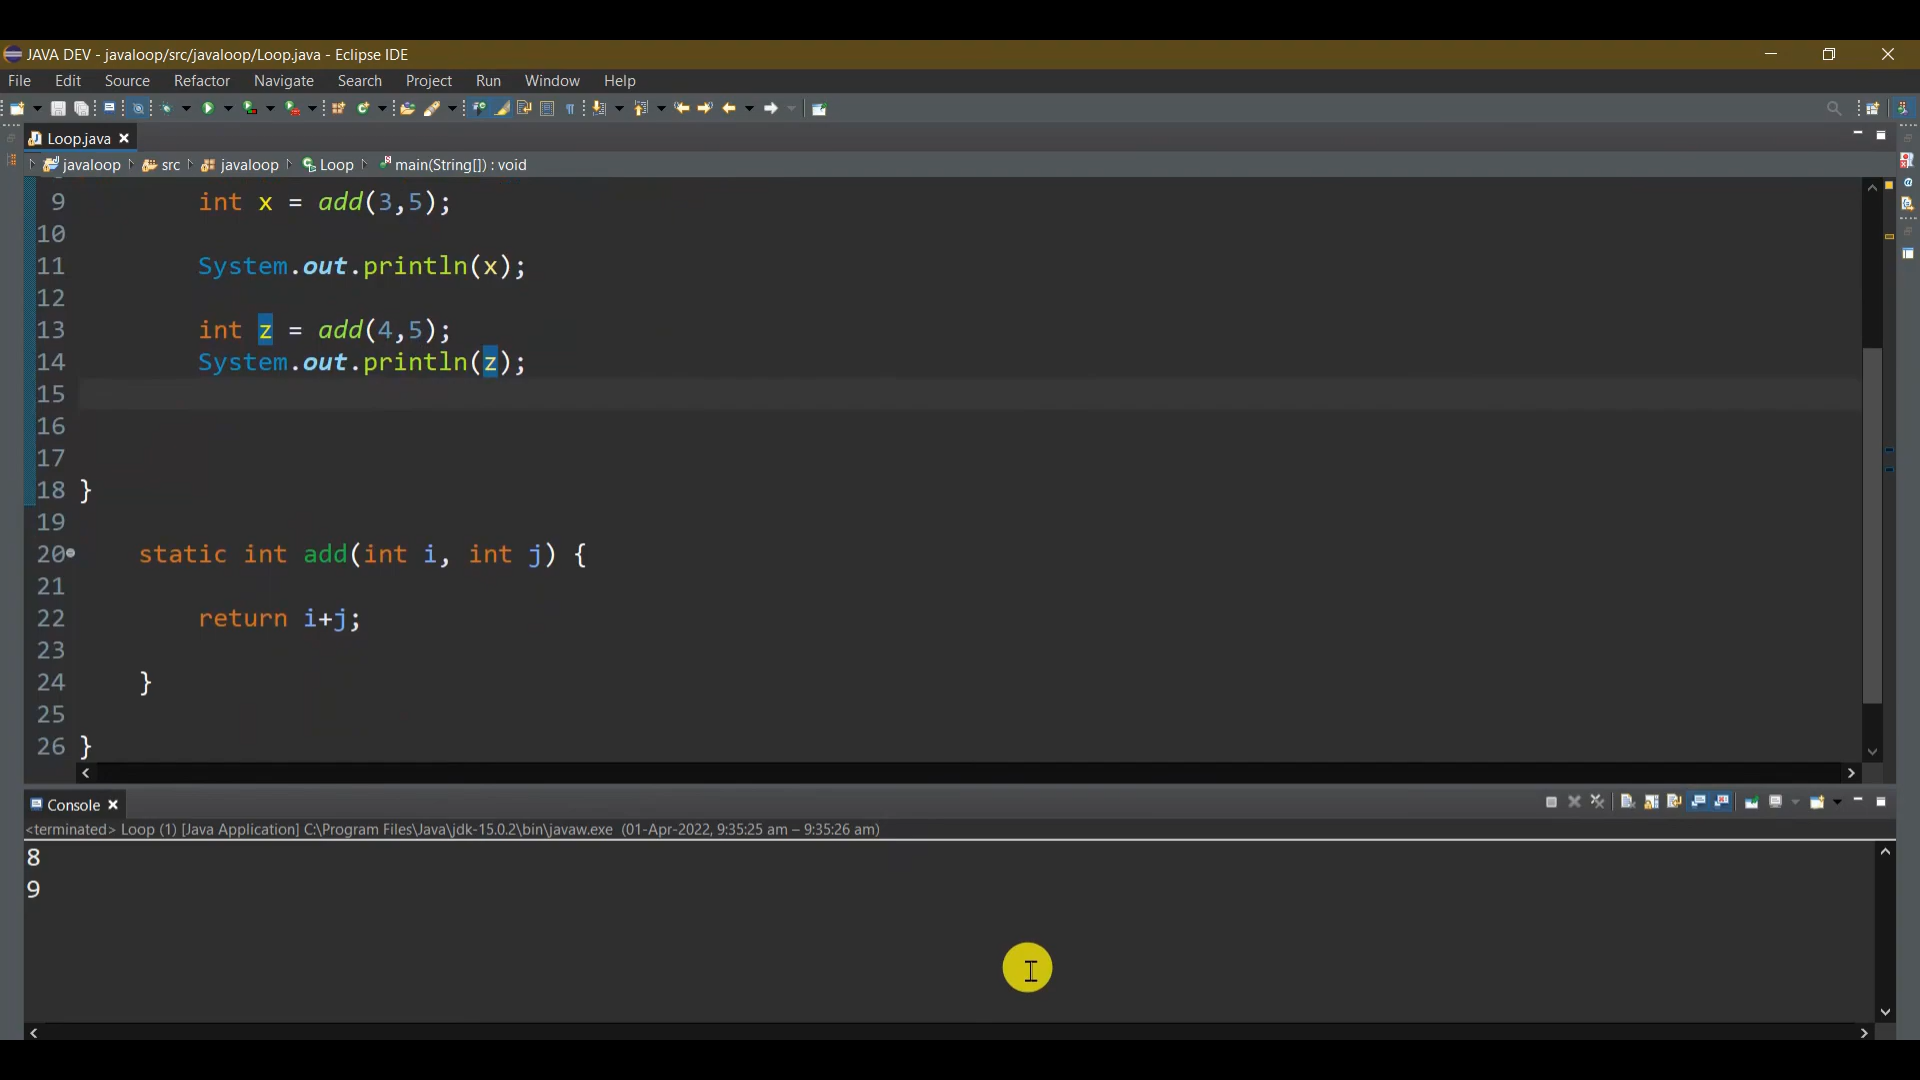 JAVA DEV - javaloop/src/javaloop/Loop.java - Eclipse IDE
File Edit Source Refactor Navigate Search Project Run Window Help
Loop.java
javaloop src javaloop Loop main(String[]) : void
9 int x = add(3,5);
10
11 System.out.println(x);
12
13 int z = add(4,5);
14 System.out.println(z);
15
16
17
18 }
19
20 static int add(int i, int j) {
21
22 return i+j;
23
24 }
25
26 }
Console
<terminated> Loop (1) [Java Application] C:\Program Files\Java\jdk-15.0.2\bin\javaw.exe (01-Apr-2022, 9:35:25 am – 9:35:26 am)
8
9